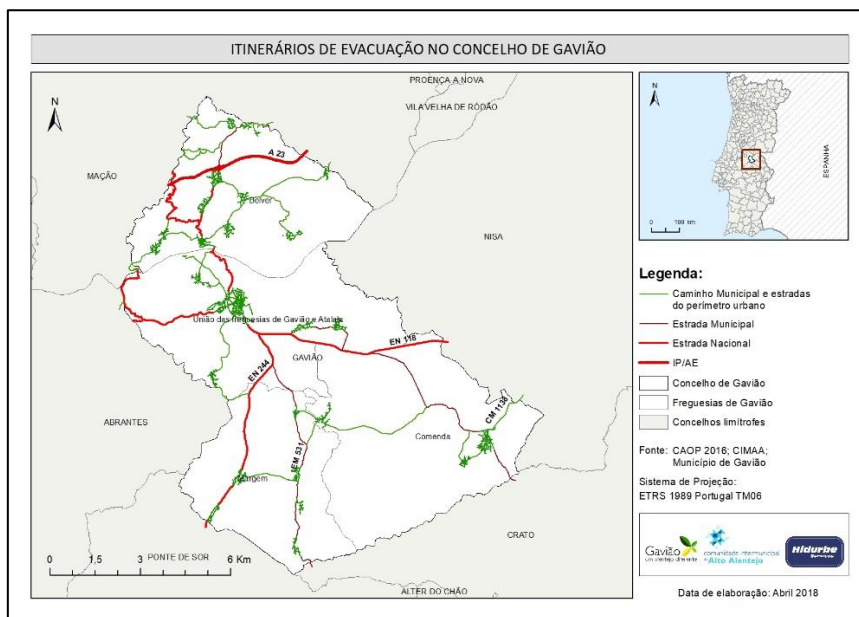 ITINERÁRIOS DE EVACUAÇÃO NO CONCELHO DE GAVIÃO
PROENÇA-A-NOVA
N
VILA VELHA DE RÓDÃO
A 23
MAÇÃO
Belver
NISA
União das freguesias de Gavião e Atalaia
EN 118
GAVIÃO
EN 244
ABRANTES
CM 1138
Comenda
EM 531
Margem
CRATO
PONTE DE SOR
0 1,5 3 6 Km
ALTER DO CHÃO
N
ESPANHA
0 100 km
Legenda:
Caminho Municipal e estradas
do perímetro urbano
Estrada Municipal
Estrada Nacional
IP/AE
Concelho de Gavião
Freguesias de Gavião
Concelhos limítrofes
Fonte: CAOP 2016; CIMAA;
Município de Gavião
Sistema de Projeção:
ETRS 1989 Portugal TM06
Gavião
um alentejo diferente
comunidade intermunicipal
do Alto Alentejo
Hidurbe
Serviços
Data de elaboração: Abril 2018